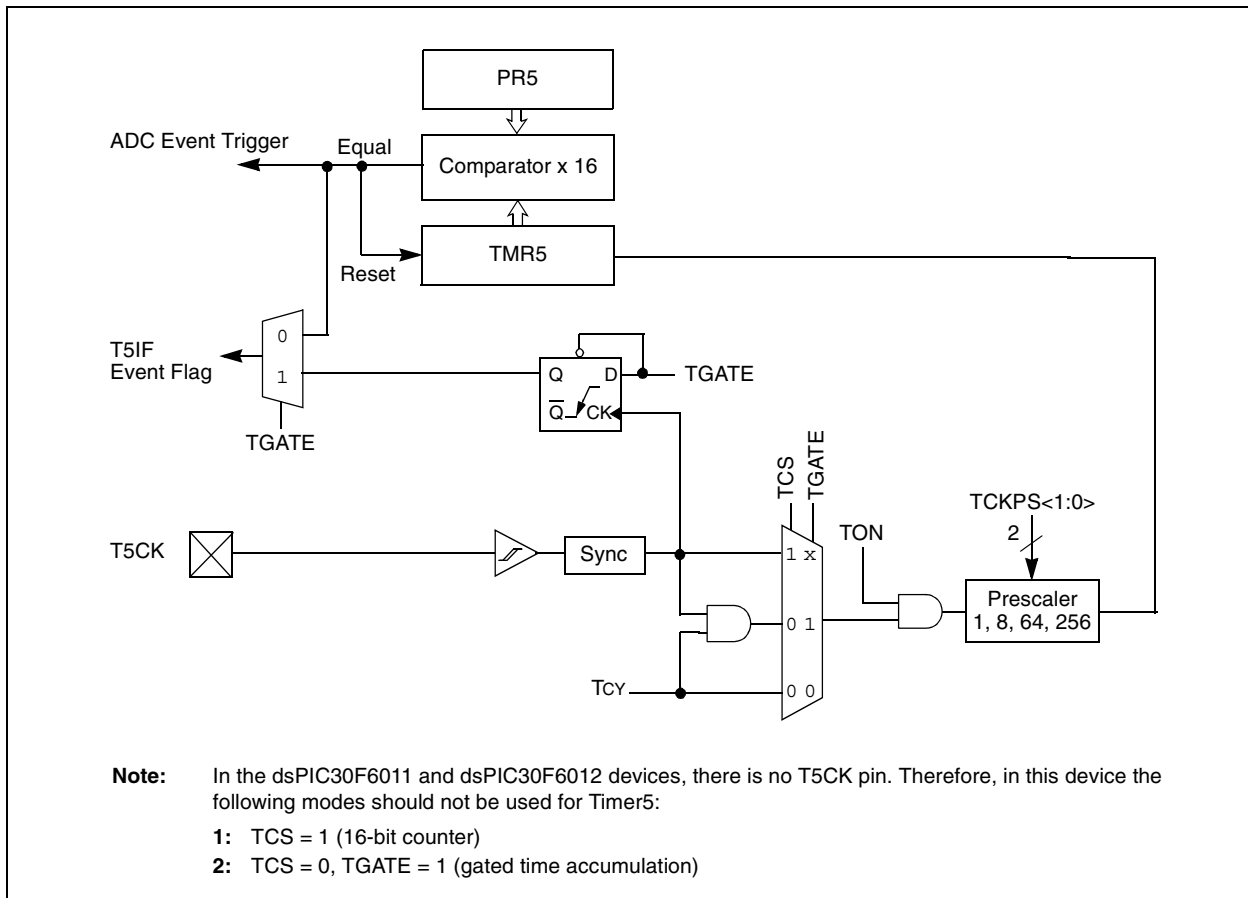 PR5
ADC Event Trigger
Equal
Comparator x 16
TMR5
Reset
0
T5IF
Event Flag
1
TGATE
Q D
TGATE
Q CK
TCS
TGATE
TCKPS<1:0>
2
TON
T5CK
Sync
1 x
Prescaler
1, 8, 64, 256
0 1
TCY
0 0
Note: In the dsPIC30F6011 and dsPIC30F6012 devices, there is no T5CK pin. Therefore, in this device the
following modes should not be used for Timer5:
1: TCS = 1 (16-bit counter)
2: TCS = 0, TGATE = 1 (gated time accumulation)